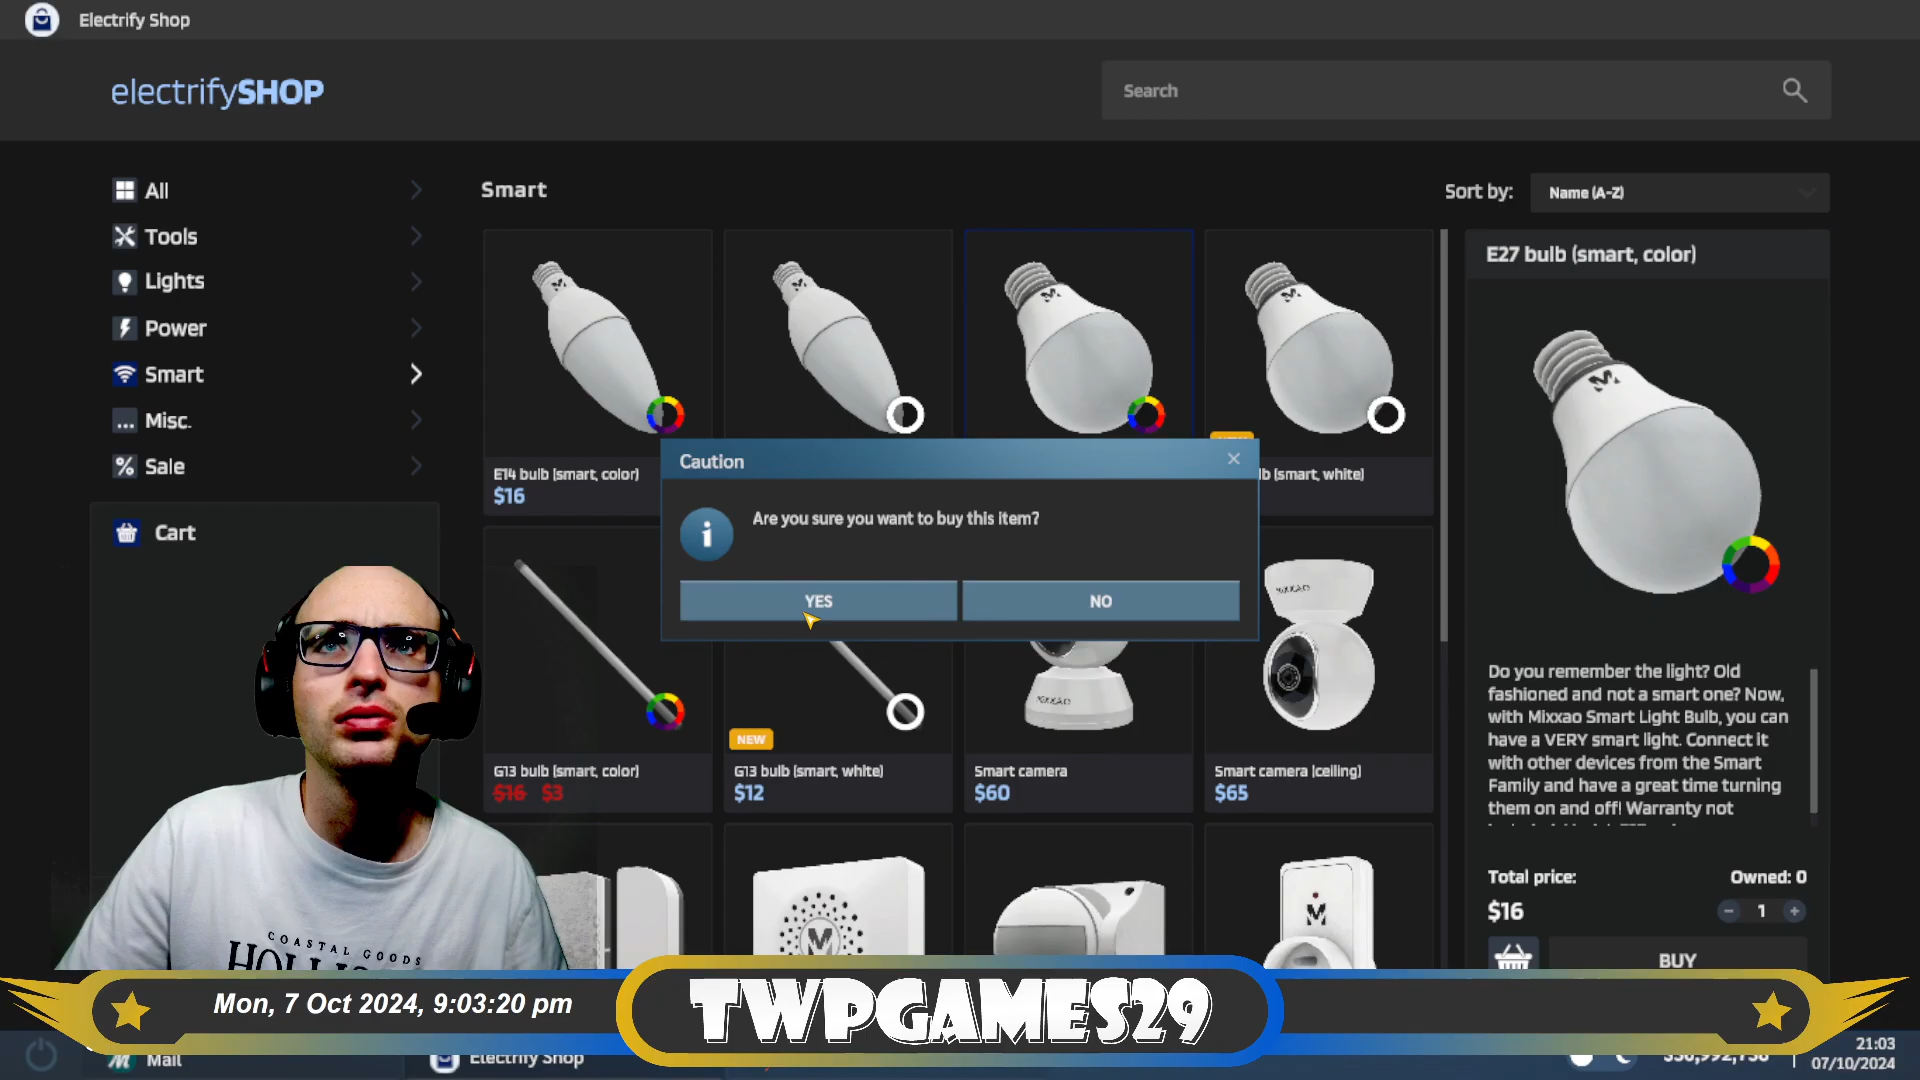 Electrify Shop
electrifySHOP
Search
All
Tools
Lights
Power
Smart
Misc.
Sale
Cart
Smart
Sort by:
Name (A-Z)
E14 bulb (smart, color)
$16
(smart, white)
Caution
Are you sure you want to buy this item?
YES
NO
MIXXAO
MIXXAO
G13 bulb (smart, color)
$16 $3
NEW
G13 bulb (smart, white)
$12
Smart camera
$60
Smart camera (ceiling)
$65
E27 bulb (smart, color)
Do you remember the light? Old
fashioned and not a smart one? Now,
with Mixxao Smart Light Bulb, you can
have a VERY smart light. Connect it
with other devices from the Smart
Family and have a great time turning
them on and off! Warranty not
Total price:
Owned: 0
$16
1
BUY
COASTAL GOODS
Mon, 7 Oct 2024, 9:03:20 pm
TWPGAMES29
Mail
Electrify Shop
21:03
07/10/2024